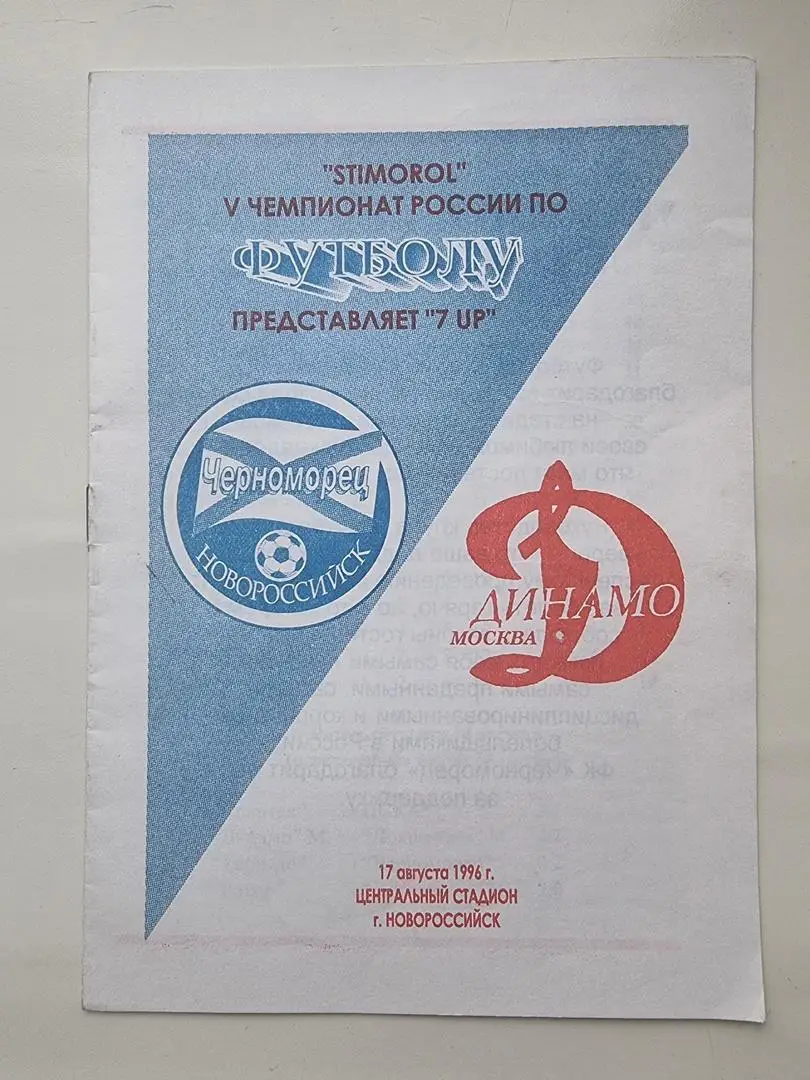 "STIMOROL"
V ЧЕМПИОНАТ РОССИИ ПО
ФУТБОЛУ
ПРЕДСТАВЛЯЕТ "7 UP"
Черноморец
НОВОРОССИЙСК
ДИНАМО
МОСКВА
17 августа 1996 г.
ЦЕНТРАЛЬНЫЙ СТАДИОН
г. НОВОРОССИЙСК